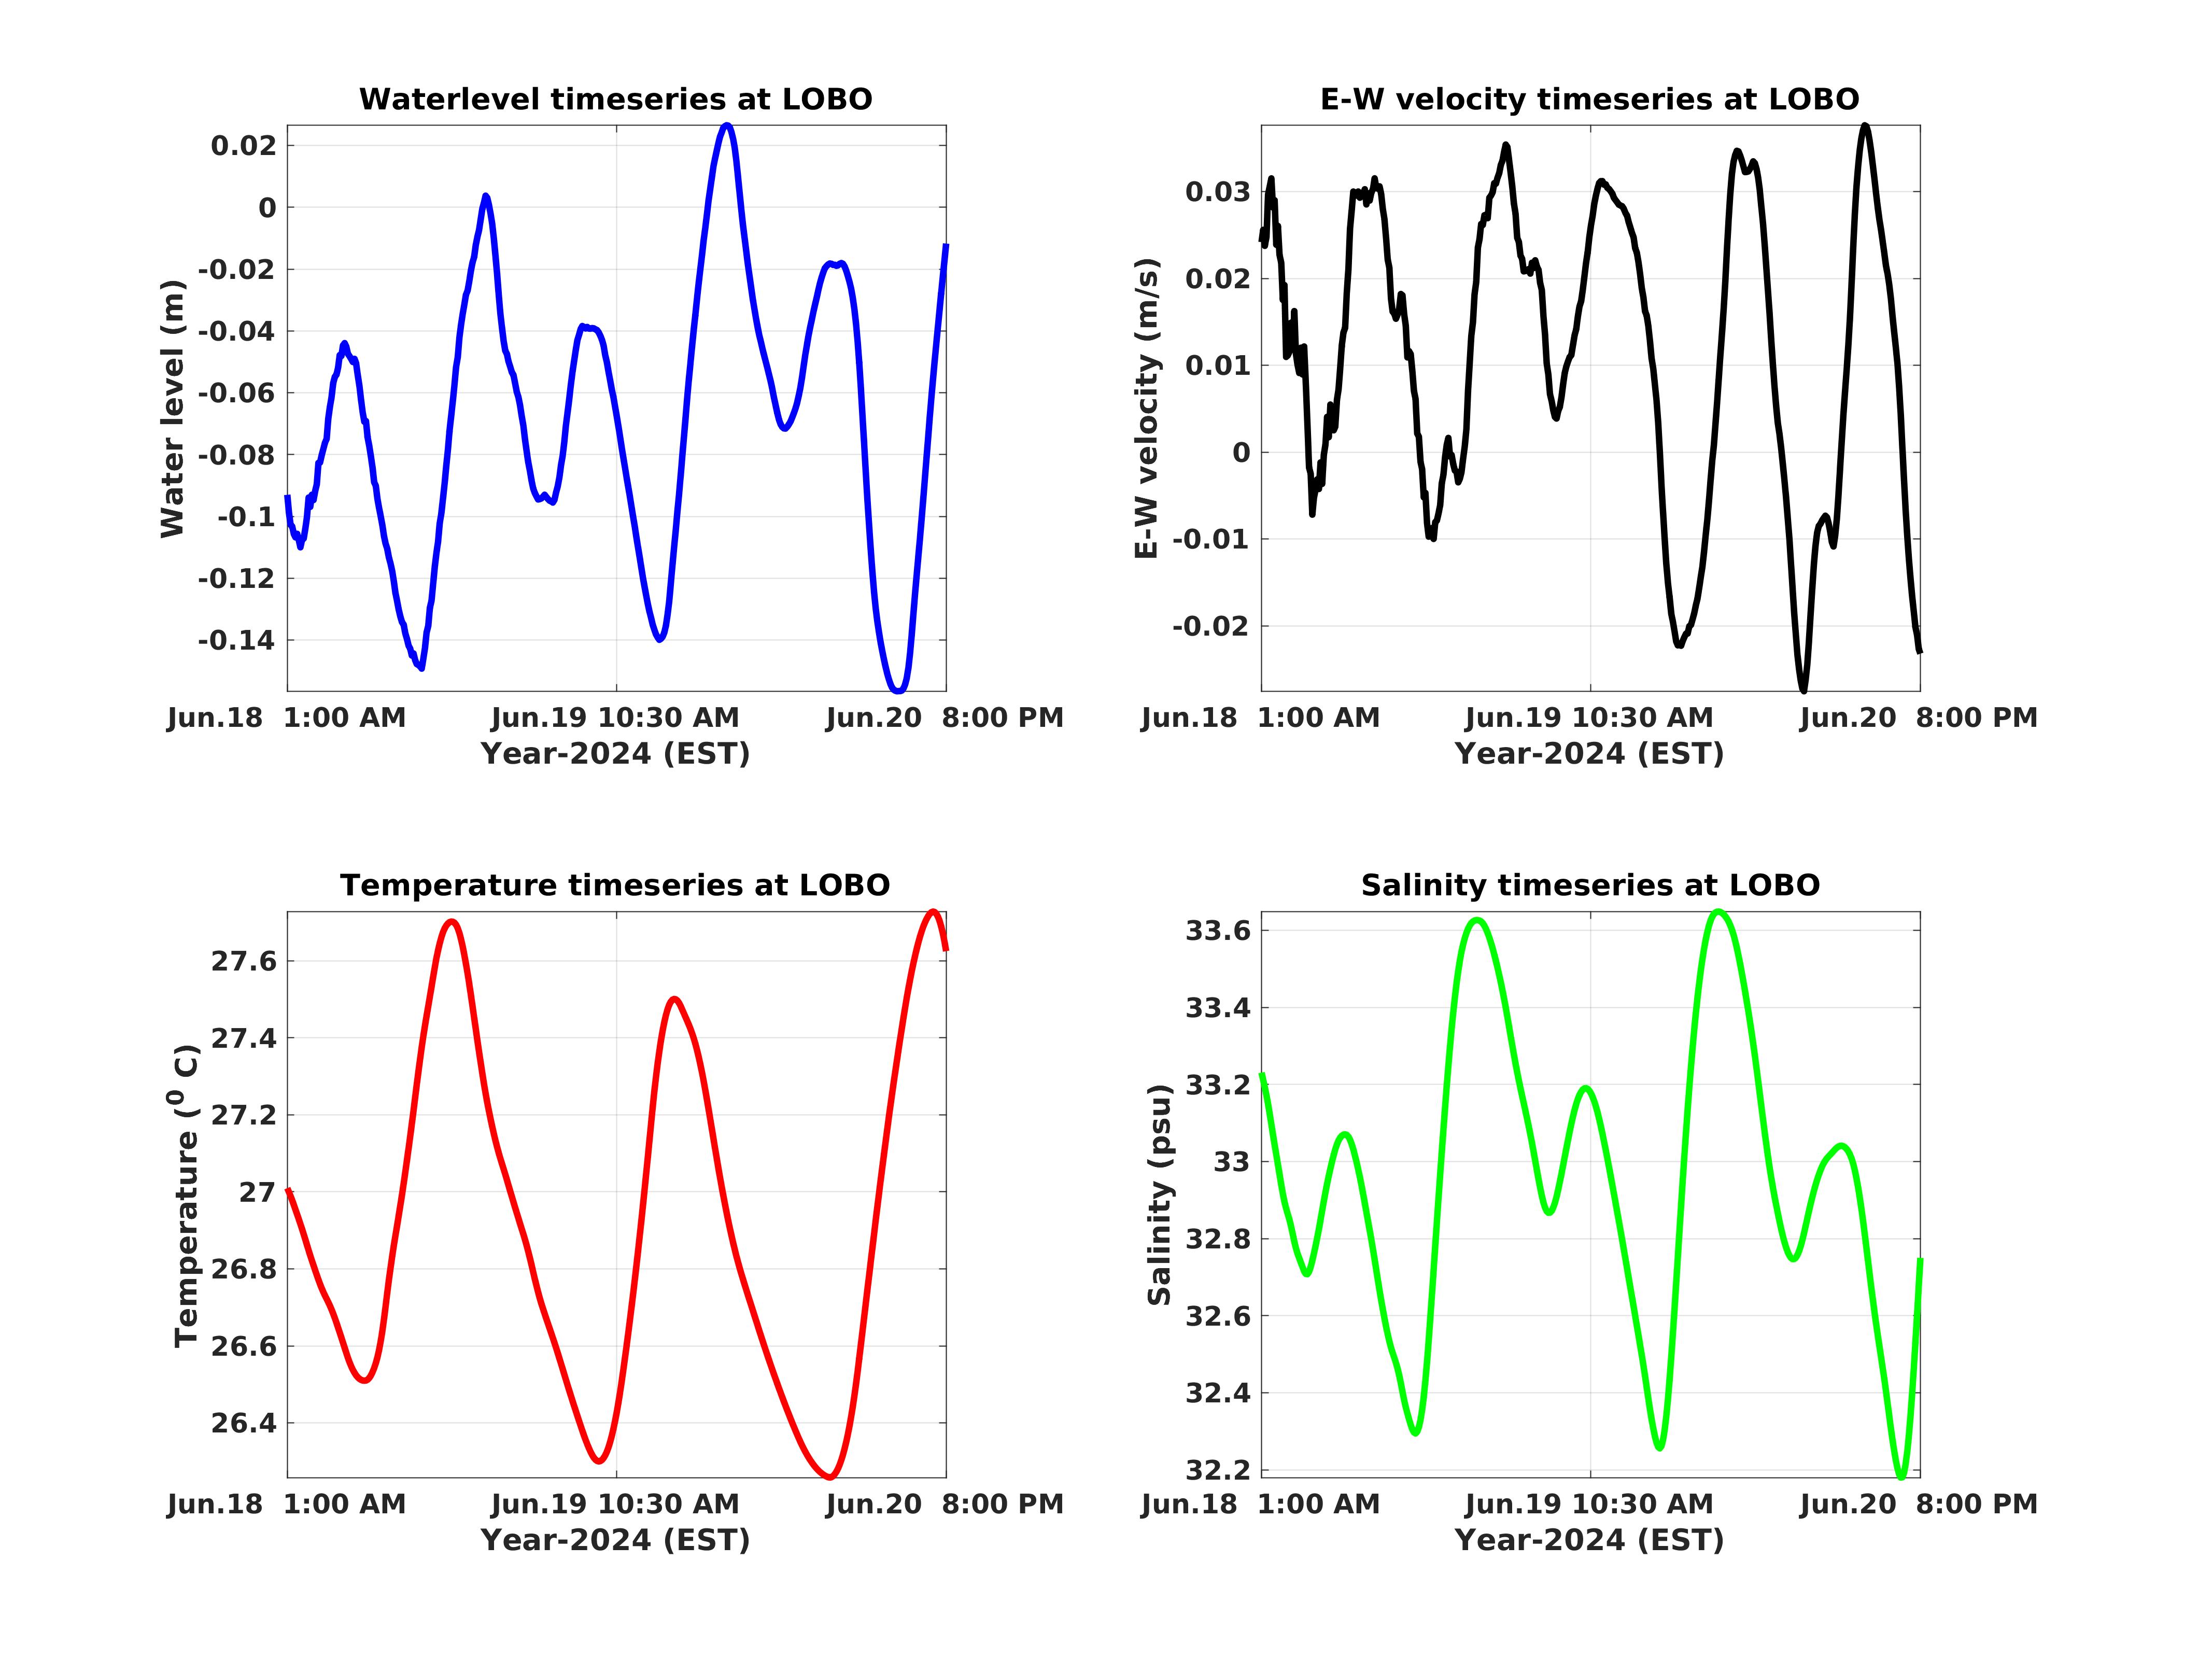 Waterlevel timeseries at LOBO
0.02
0
-0.02
-0.04
-0.06
-0.08
-0.1
-0.12
-0.14
Water level (m)
Jun.18 1:00 AM
Jun.19 10:30 AM
Jun.20 8:00 PM
Year-2024 (EST)
E-W velocity timeseries at LOBO
0.03
0.02
0.01
0
-0.01
-0.02
E-W velocity (m/s)
Jun.18 1:00 AM
Jun.19 10:30 AM
Jun.20 8:00 PM
Year-2024 (EST)
Temperature timeseries at LOBO
27.6
27.4
27.2
27
26.8
26.6
26.4
Temperature (⁰ C)
Jun.18 1:00 AM
Jun.19 10:30 AM
Jun.20 8:00 PM
Year-2024 (EST)
Salinity timeseries at LOBO
33.6
33.4
33.2
33
32.8
32.6
32.4
32.2
Salinity (psu)
Jun.18 1:00 AM
Jun.19 10:30 AM
Jun.20 8:00 PM
Year-2024 (EST)